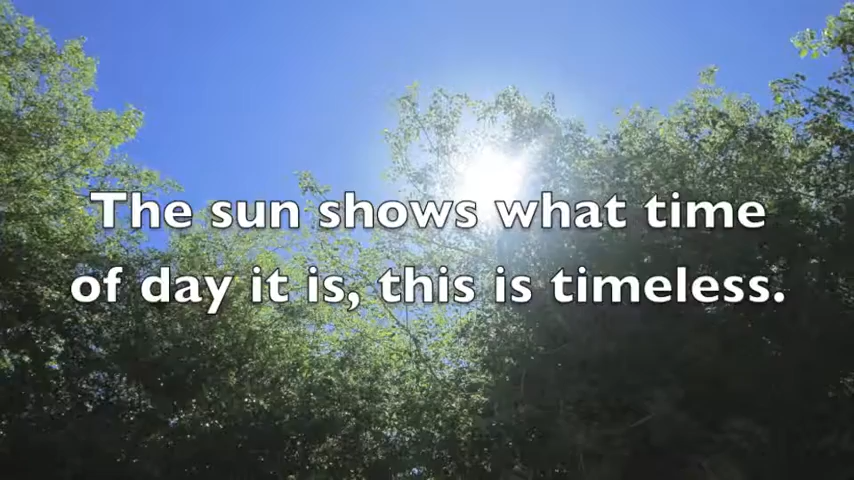 The sun shows what time
of day it is, this is timeless.